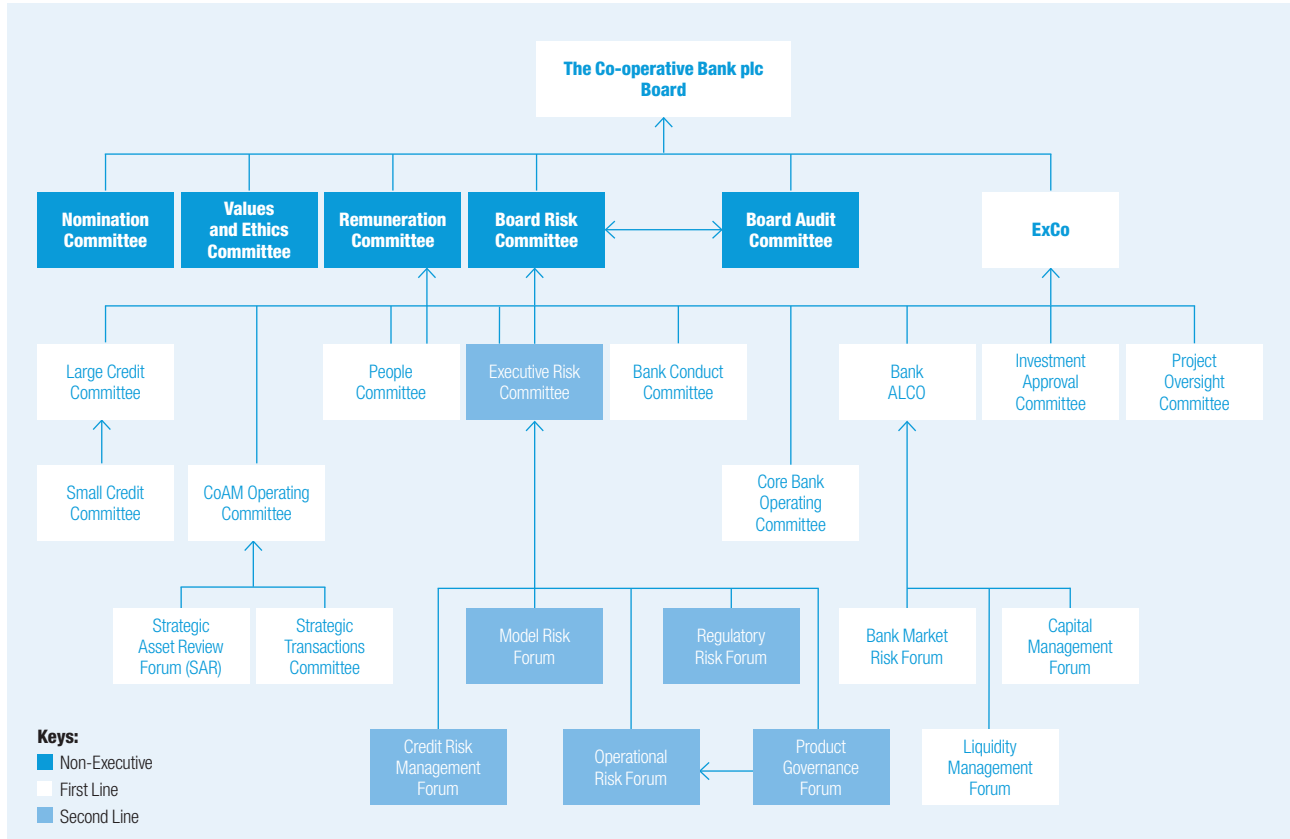 The Co-operative Bank plc
Board
Nomination
Committee
Values
and Ethics
Committee
Remuneration
Committee
Board Risk
Committee
Board Audit
Committee
ExCo
Large Credit
Committee
People
Committee
Executive Risk
Committee
Bank Conduct
Committee
Bank
ALCO
Investment
Approval
Committee
Project
Oversight
Committee
Small Credit
Committee
CoAM Operating
Committee
Core Bank
Operating
Committee
Strategic
Asset Review
Forum (SAR)
Strategic
Transactions
Committee
Model Risk
Forum
Regulatory
Risk Forum
Bank Market
Risk Forum
Capital
Management
Forum
Credit Risk
Management
Forum
Operational
Risk Forum
Product
Governance
Forum
Liquidity
Management
Forum
Keys:
Non-Executive
First Line
Second Line